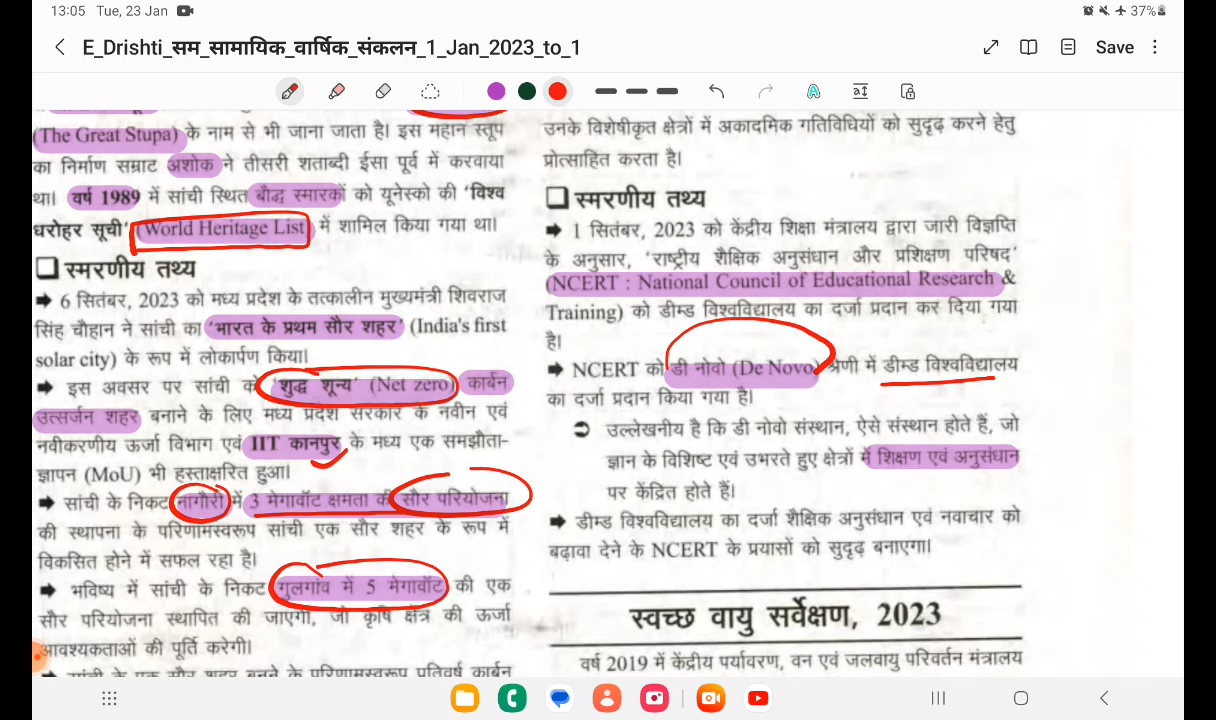 13:05 Tue, 23 Jan
37%
E_Drishti_सम_सामायिक_वार्षिक_संकलन_1_Jan_2023_to_1
Save
(The Great Stupa) के नाम से भी जाना जाता है। इस महान स्तूप
का निर्माण सम्राट अशोक ने तीसरी शताब्दी ईसा पूर्व में करवाया
था। वर्ष 1989 में सांची स्थित बौद्ध स्मारकों को यूनेस्को की 'विश्व
धरोहर सूची' (World Heritage List) में शामिल किया गया था।
स्मरणीय तथ्य
➡ 6 सितंबर, 2023 को मध्य प्रदेश के तत्कालीन मुख्यमंत्री शिवराज
सिंह चौहान ने सांची का 'भारत के प्रथम सौर शहर' (India's first
solar city) के रूप में लोकार्पण किया।
➡ इस अवसर पर सांची को 'शुद्ध शून्य' (Net zero) कार्बन
उत्सर्जन शहर बनाने के लिए मध्य प्रदेश सरकार के नवीन एवं
नवीकरणीय ऊर्जा विभाग एवं IIT कानपुर के मध्य एक समझौता-
ज्ञापन (MoU) भी हस्ताक्षरित हुआ।
➡ सांची के निकट नागौरी में 3 मेगावॉट क्षमता की सौर परियोजना
की स्थापना के परिणामस्वरूप सांची एक सौर शहर के रूप में
विकसित होने में सफल रहा है।
➡ भविष्य में सांची के निकट गुलगांव में 5 मेगावॉट की एक
सौर परियोजना स्थापित की जाएगी, जो कृषि क्षेत्र की ऊर्जा
आवश्यकताओं की पूर्ति करेगी।
उनके विशेषीकृत क्षेत्रों में अकादमिक गतिविधियों को सुदृढ़ करने हेतु
प्रोत्साहित करता है।
स्मरणीय तथ्य
➡ 1 सितंबर, 2023 को केंद्रीय शिक्षा मंत्रालय द्वारा जारी विज्ञप्ति
के अनुसार, 'राष्ट्रीय शैक्षिक अनुसंधान और प्रशिक्षण परिषद'
(NCERT : National Council of Educational Research &
Training) को डीम्ड विश्वविद्यालय का दर्जा प्रदान कर दिया गया
है।
➡ NCERT को डी नोवो (De Novo) श्रेणी में डीम्ड विश्वविद्यालय
का दर्जा प्रदान किया गया है।
➲ उल्लेखनीय है कि डी नोवो संस्थान, ऐसे संस्थान होते हैं, जो
ज्ञान के विशिष्ट एवं उभरते हुए क्षेत्रों में शिक्षण एवं अनुसंधान
पर केंद्रित होते हैं।
➡ डीम्ड विश्वविद्यालय का दर्जा शैक्षिक अनुसंधान एवं नवाचार को
बढ़ावा देने के NCERT के प्रयासों को सुदृढ़ बनाएगा।
स्वच्छ वायु सर्वेक्षण, 2023
वर्ष 2019 में केंद्रीय पर्यावरण, वन एवं जलवायु परिवर्तन मंत्रालय